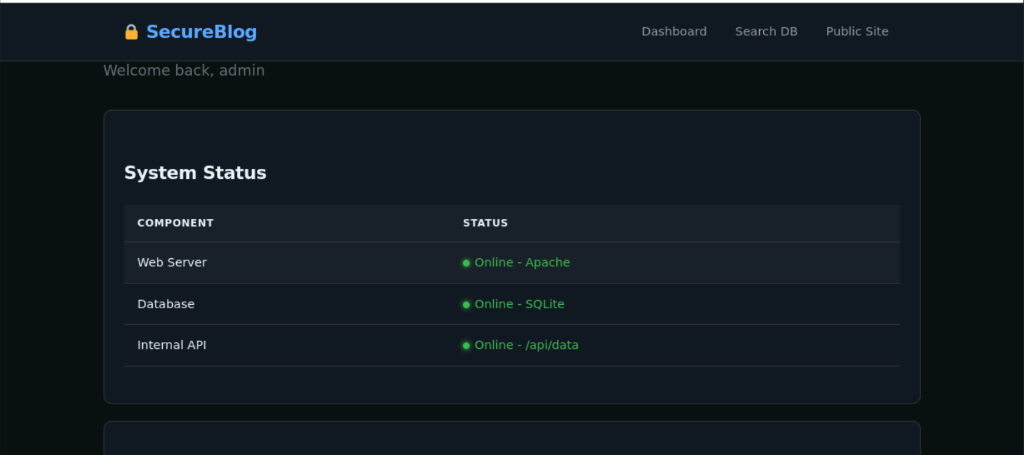 SecureBlog
Dashboard Search DB Public Site
Welcome back, admin
System Status
COMPONENT STATUS
Web Server Online - Apache
Database Online - SQLite
Internal API Online - /api/data